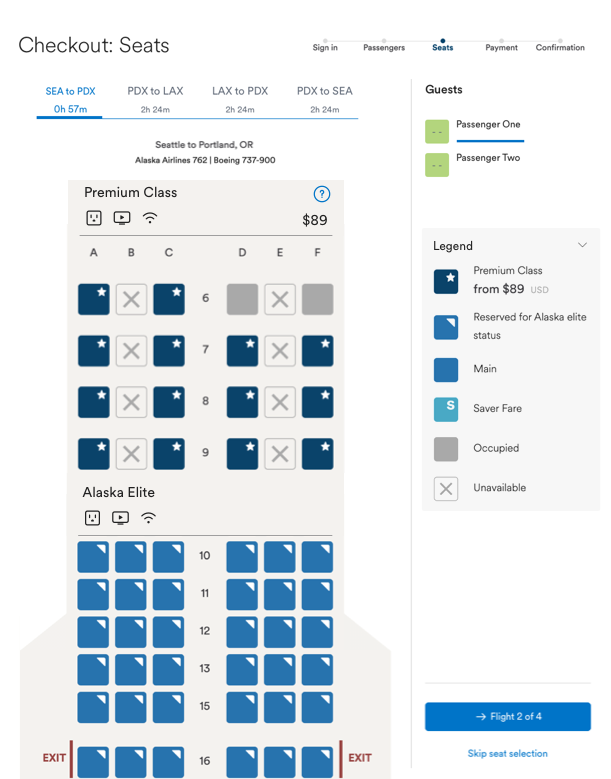 Checkout: Seats
Sign in Passengers Seats Payment Confirmation
SEA to PDX PDX to LAX LAX to PDX PDX to SEA
0h 57m 2h 24m 2h 24m 2h 24m
Seattle to Portland, OR
Alaska Airlines 762 | Boeing 737-900
Premium Class ?
$89
A B C D E F
6
7
8
9
Alaska Elite
10
11
12
13
15
EXIT 16 EXIT
Guests
-- Passenger One
-- Passenger Two
Legend
Premium Class
from $89 USD
Reserved for Alaska elite
status
Main
S Saver Fare
Occupied
Unavailable
→ Flight 2 of 4
Skip seat selection